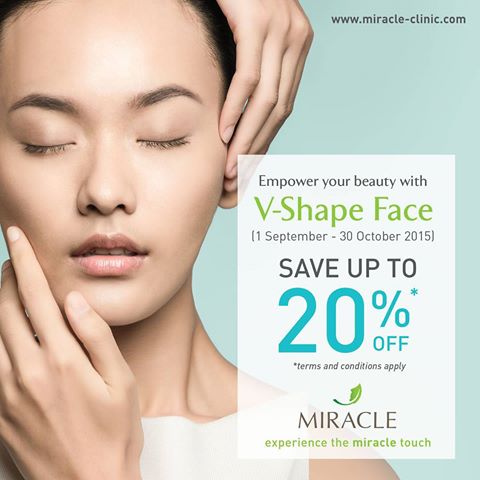 www.miracle-clinic.com
Empower your beauty with
V-Shape Face
(1 September - 30 October 2015)
SAVE UP TO
20%*
OFF
*terms and conditions apply
MIRACLE
experience the miracle touch